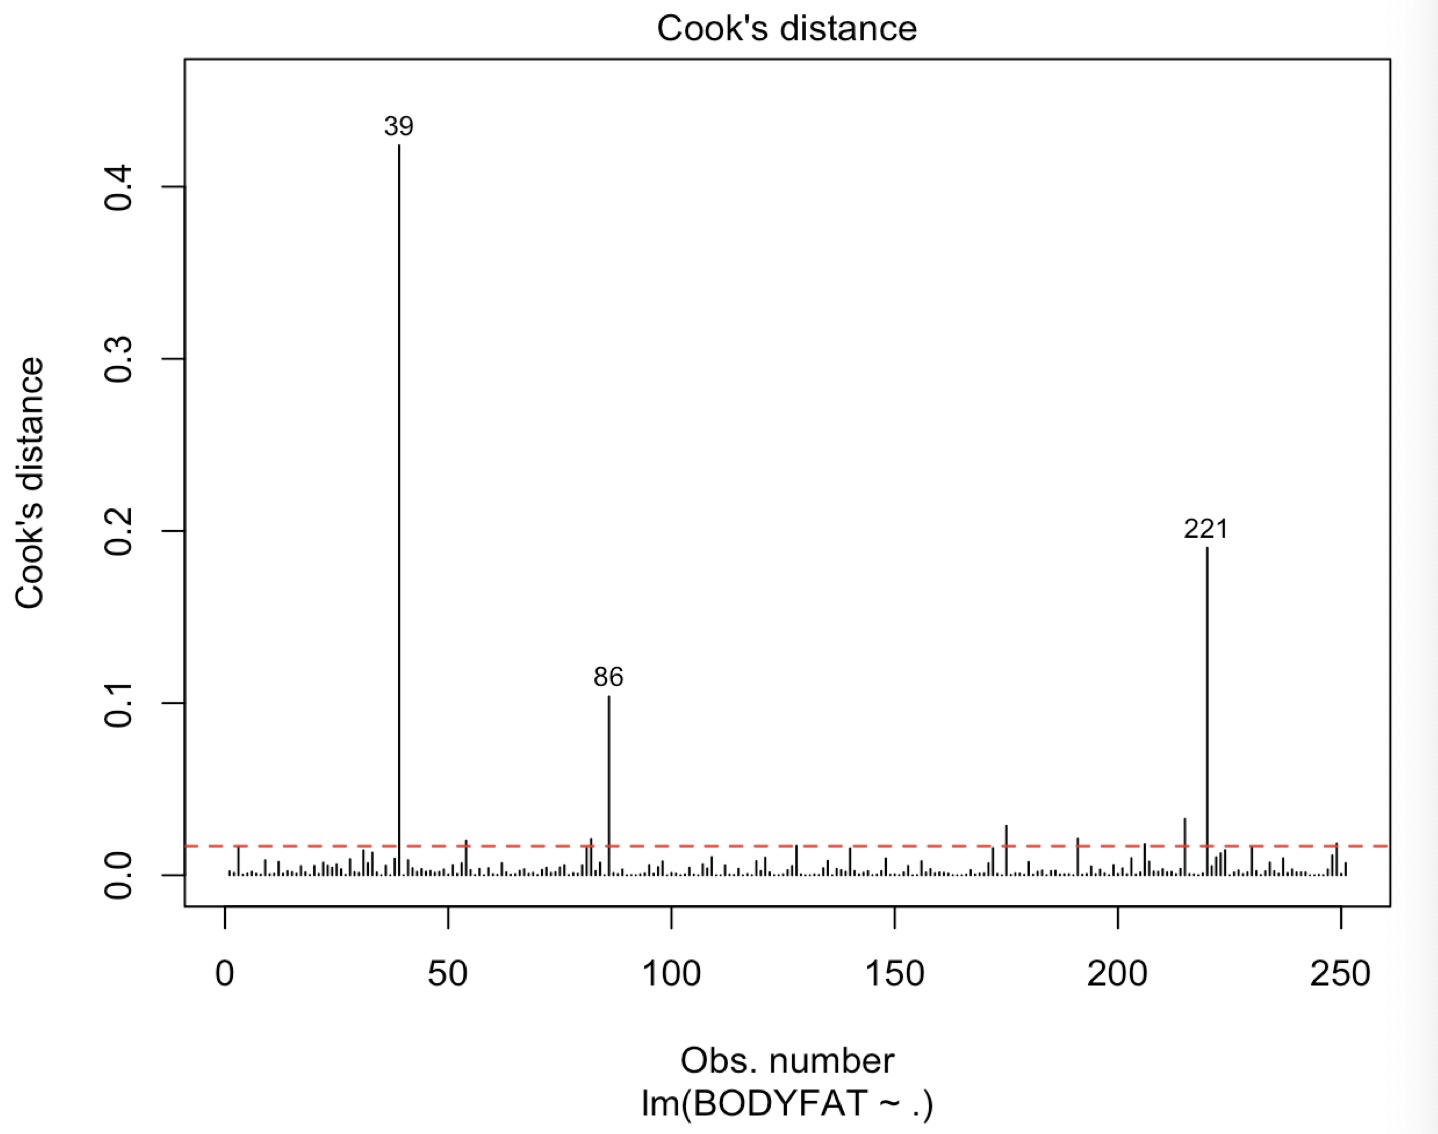 Cook's distance
39
0.4
0.3
Cook's distance
0.2
221
86
0.1
0.0
0 50 100 150 200 250
Obs. number
lm(BODYFAT ~ .)